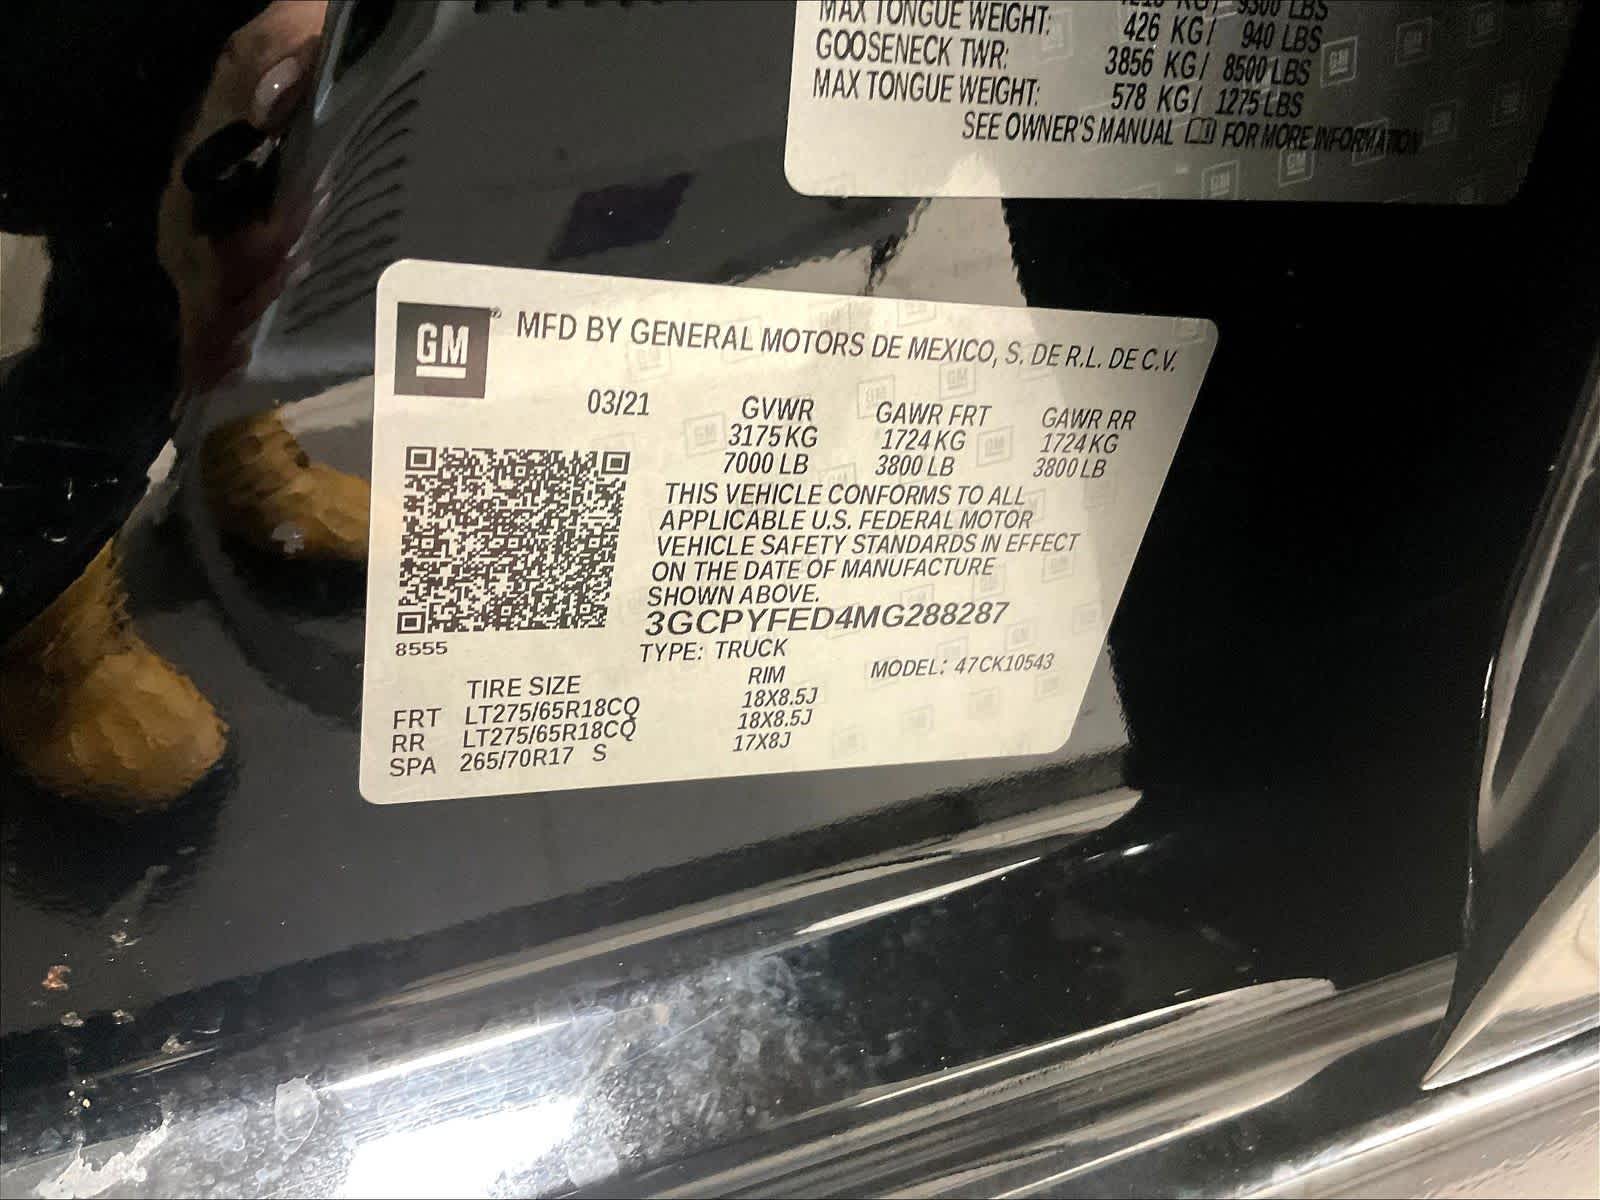 9300 LBS
MAX TONGUE WEIGHT: 426 KG/ 940 LBS
GOOSENECK TWR: 3856 KG/ 8500 LBS
MAX TONGUE WEIGHT: 578 KG/ 1275 LBS
SEE OWNER'S MANUAL FOR MORE INFORMATION
GM ® MFD BY GENERAL MOTORS DE MEXICO, S. DE R.L. DE C.V.
03/21 GVWR GAWR FRT GAWR RR
3175 KG 1724 KG 1724 KG
7000 LB 3800 LB 3800 LB
THIS VEHICLE CONFORMS TO ALL
APPLICABLE U.S. FEDERAL MOTOR
VEHICLE SAFETY STANDARDS IN EFFECT
ON THE DATE OF MANUFACTURE
SHOWN ABOVE.
3GCPYFED4MG288287
8555
TYPE: TRUCK MODEL: 47CK10543
TIRE SIZE RIM
FRT LT275/65R18CQ 18X8.5J
RR LT275/65R18CQ 18X8.5J
SPA 265/70R17 S 17X8J